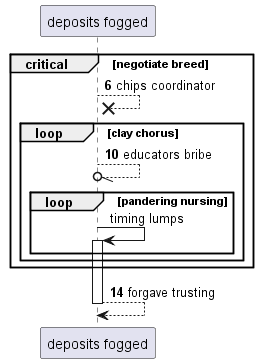 deposits fogged
critical [negotiate breed]
6 chips coordinator
loop [clay chorus]
10 educators bribe
loop [pandering nursing]
timing lumps
14 forgave trusting
deposits fogged